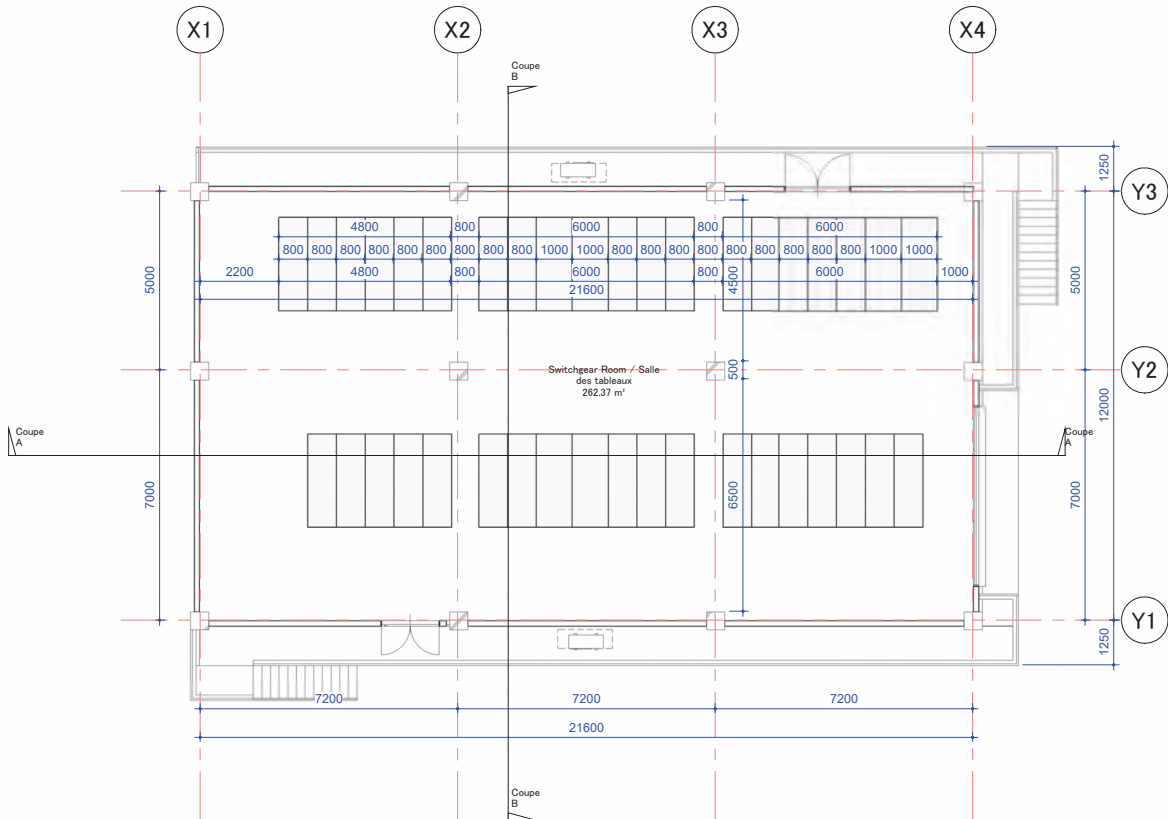 X1 X2 X3 X4
Coupe
B
1250
Y3
4800 800 6000 800 6000
800 800 800 800 800 800 800 800 800 1000 1000 800 800 800 800 800 800 800 800 800 1000 1000
2200 4800 800 6000 800 6000 1000
21600
5000
4500
5000
Switchgear Room / Salle
des tableaux
262.37 m²
500
Y2
12000
Coupe
A
Coupe
A
7000
6500
7000
Y1
1250
7200 7200 7200
21600
Coupe
B